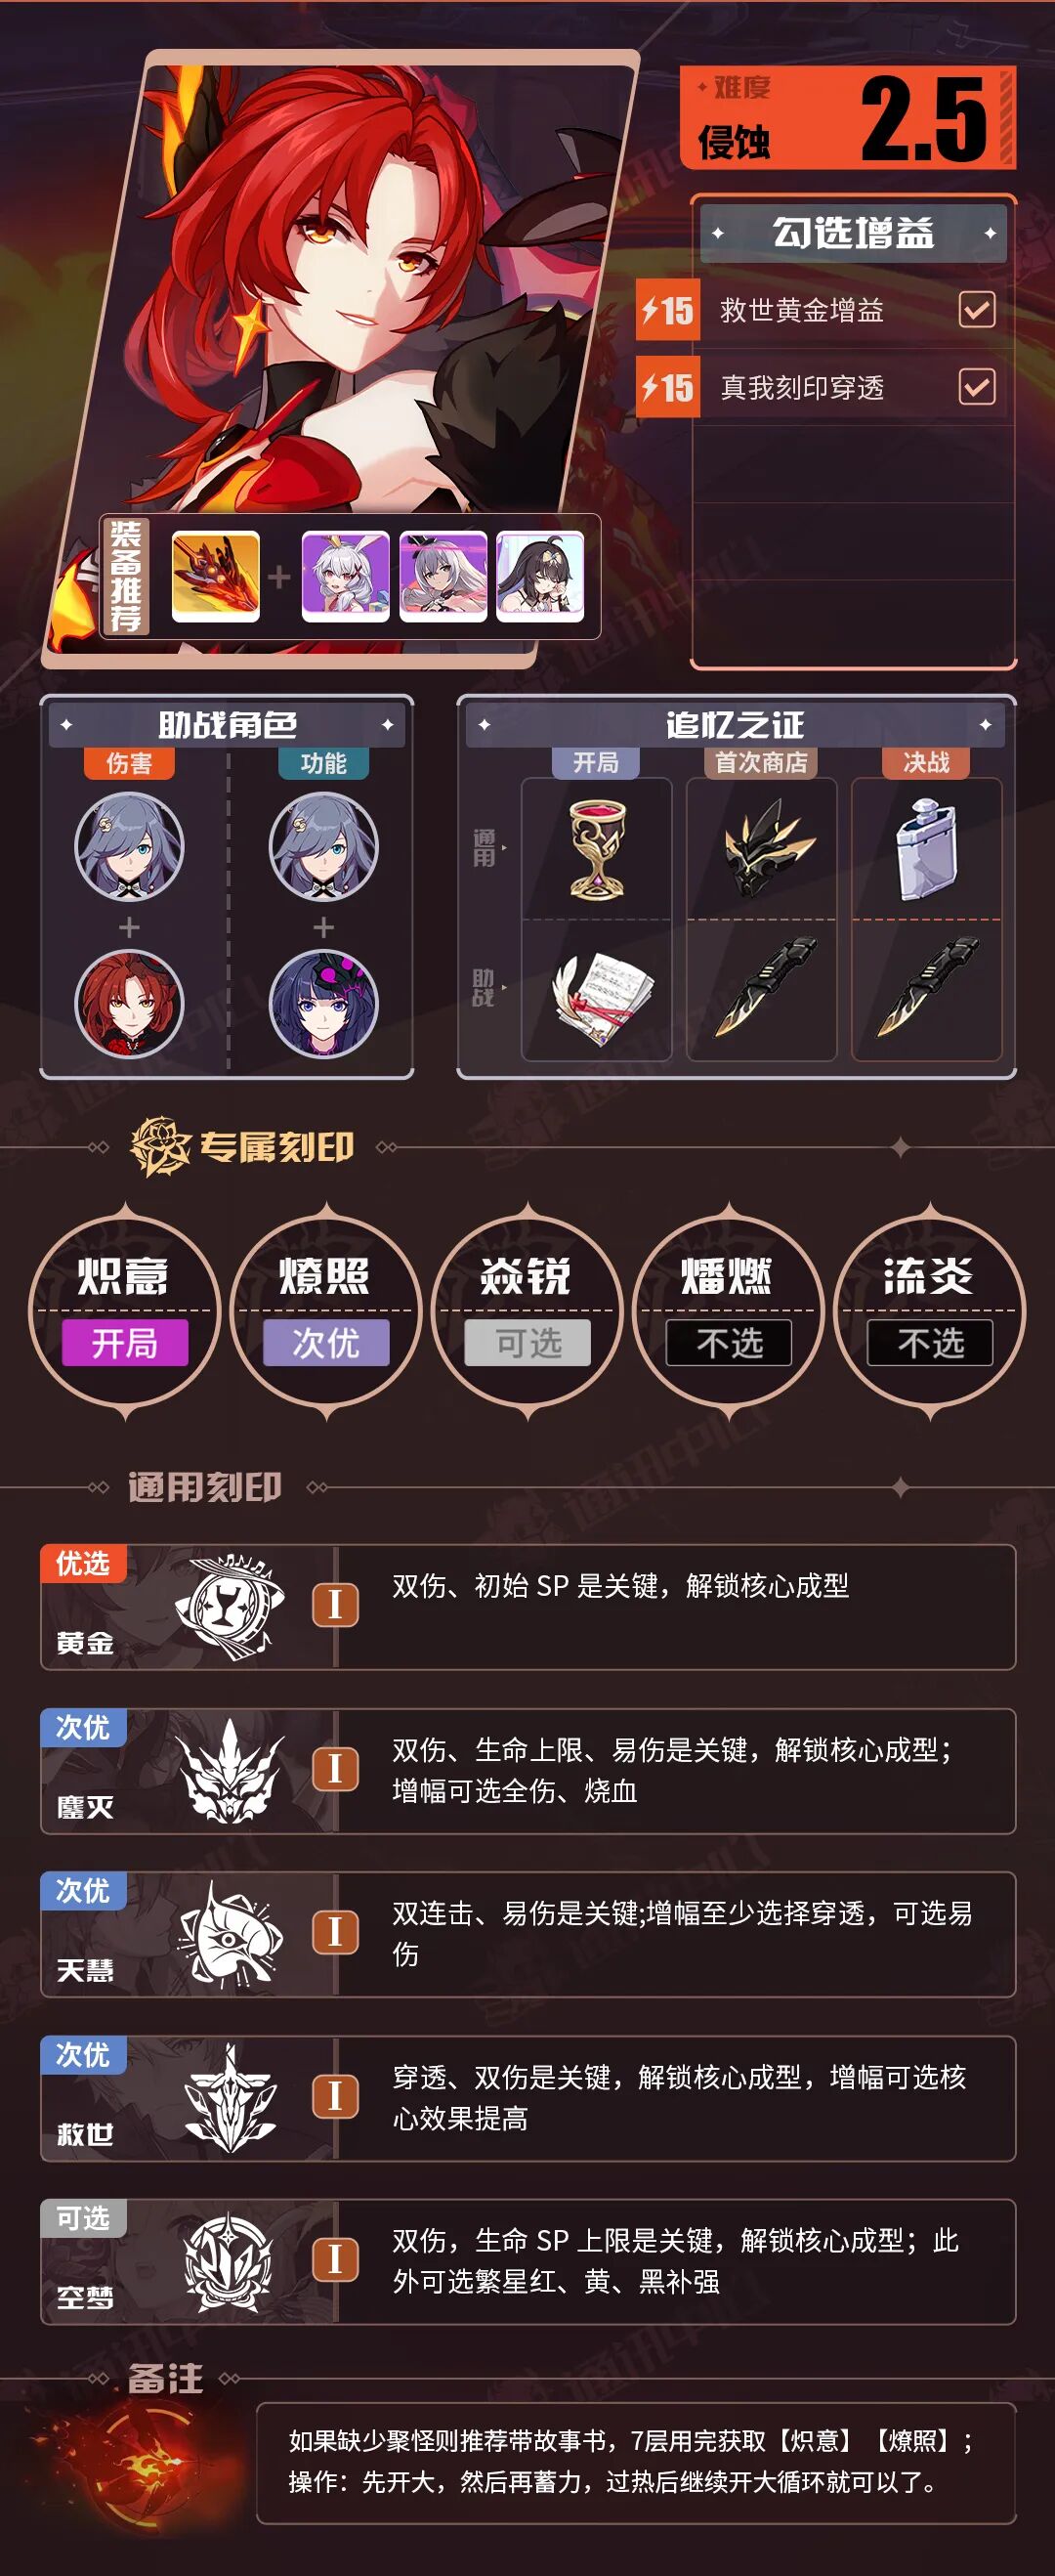 难度
侵蚀
2.5
勾选增益
15
救世黄金增益
15
真我刻印穿透
装备推荐
助战角色
伤害
功能
追忆之证
开局
首次商店
决战
通用
助战
专属刻印
炽意
开局
燎照
次优
焱锐
可选
燔燃
不选
流炎
不选
通用刻印
优选
黄金
I
双伤、初始 SP 是关键，解锁核心成型
次优
鏖灭
I
双伤、生命上限、易伤是关键，解锁核心成型；
增幅可选全伤、烧血
次优
天慧
I
双连击、易伤是关键;增幅至少选择穿透，可选易
伤
次优
救世
I
穿透、双伤是关键，解锁核心成型，增幅可选核
心效果提高
可选
空梦
I
双伤，生命 SP 上限是关键，解锁核心成型；此
外可选繁星红、黄、黑补强
备注
如果缺少聚怪则推荐带故事书，7层用完获取【炽意】【燎照】；
操作：先开大，然后再蓄力，过热后继续开大循环就可以了。